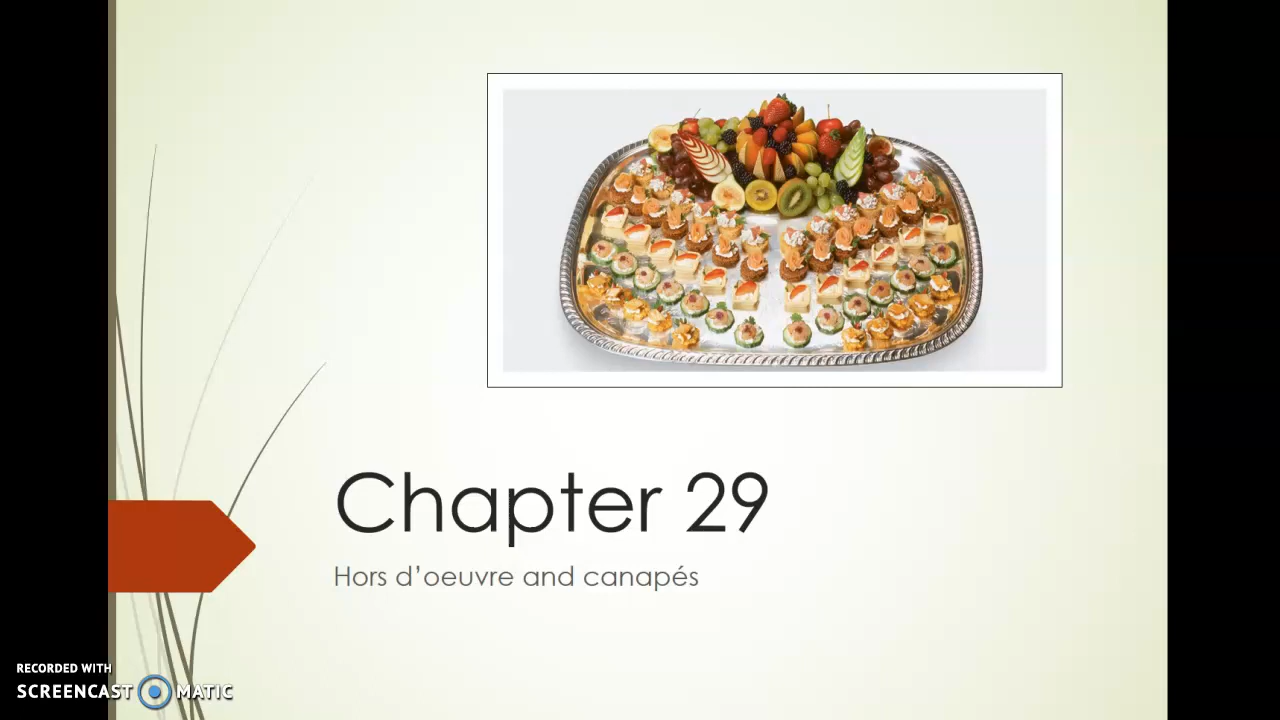 Chapter 29
Hors d’oeuvre and canapés
RECORDED WITH
SCREENCAST MATIC